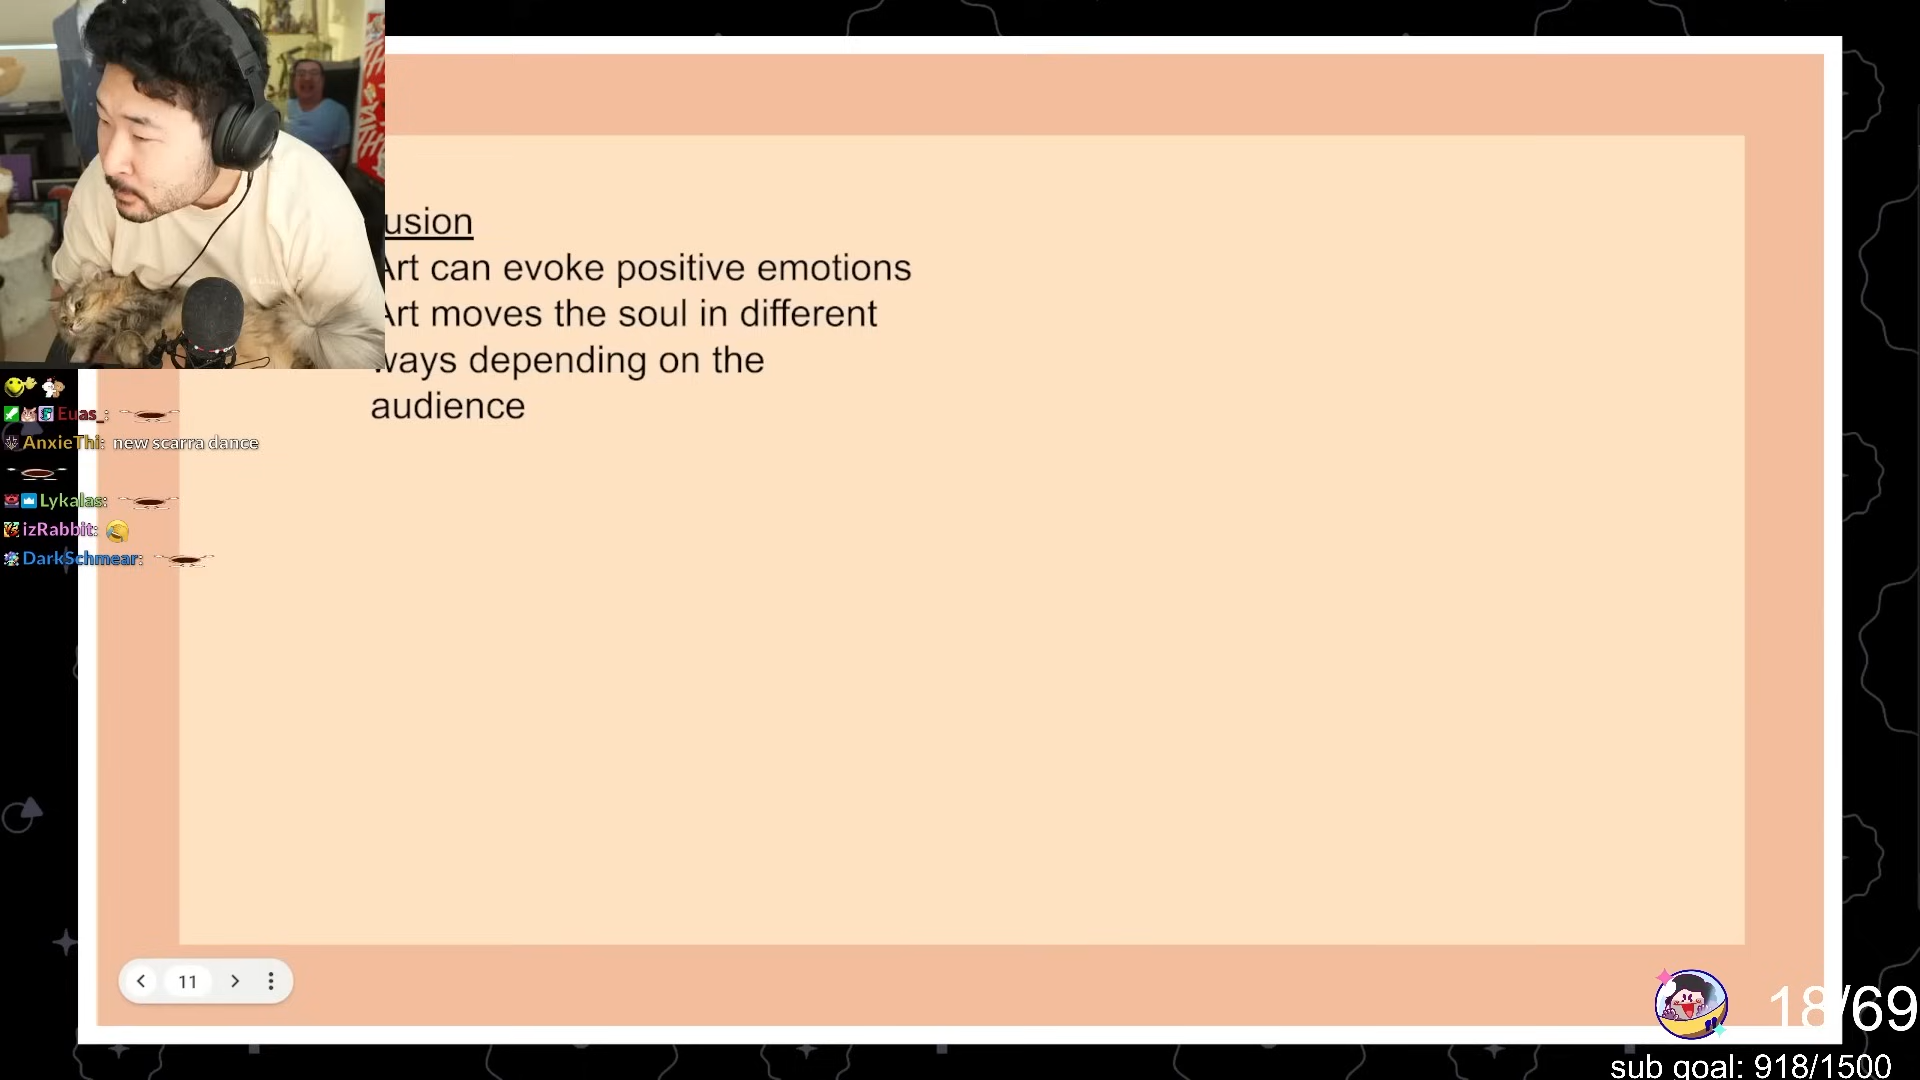 usion
Art can evoke positive emotions
Art moves the soul in different
ways depending on the
audience
Euas_:
AnxieThi: new scarra dance
Lykalas:
izRabbit:
DarkSchmear:
11
18/69
sub goal: 918/1500